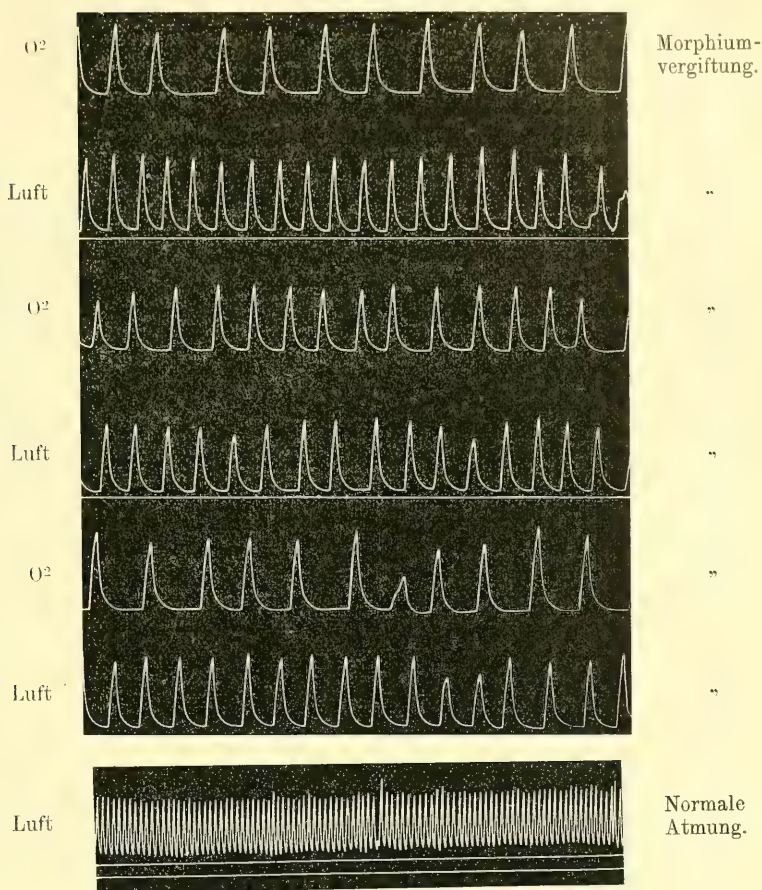 O²
Morphium-
vergiftung.
Luft
„
O²
„
Luft
„
O²
„
Luft
„
Luft
Normale
Atmung.